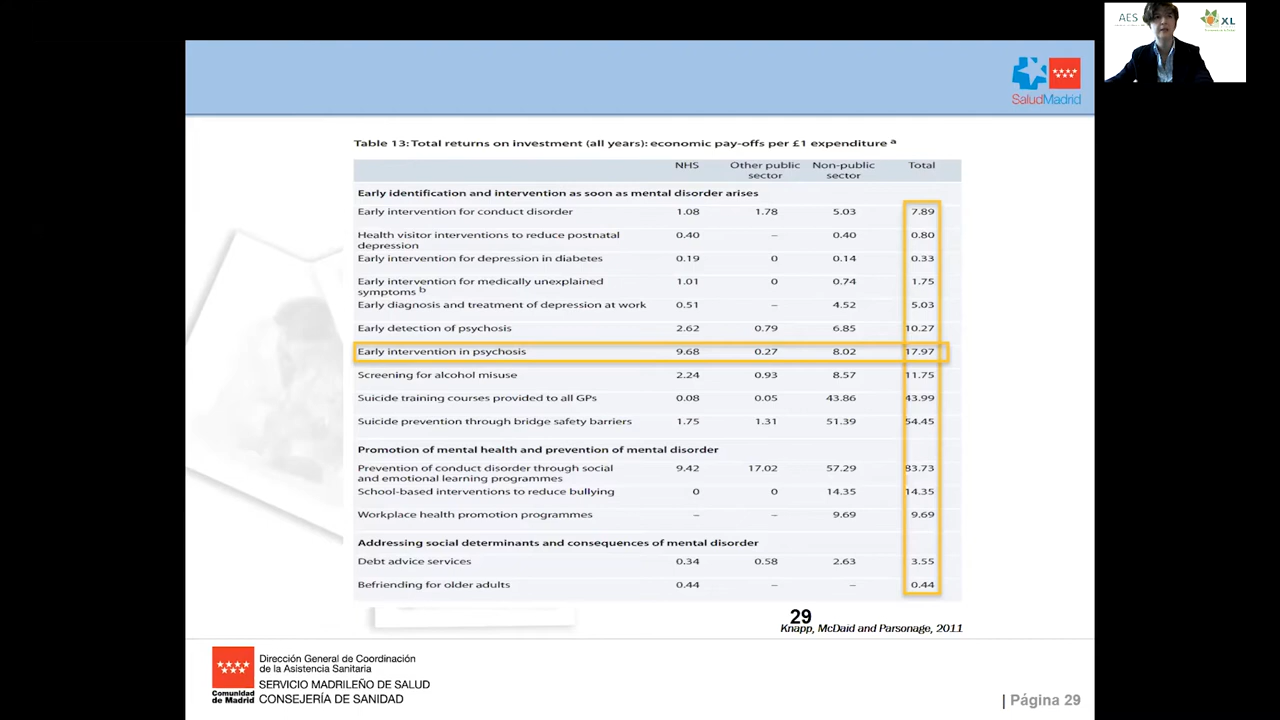 AES
XL
SaludMadrid
Table 13: Total returns on investment (all years): economic pay-offs per £1 expenditure a
NHS Other public sector Non-public sector Total
Early identification and intervention as soon as mental disorder arises
Early intervention for conduct disorder 1.08 1.78 5.03 7.89
Health visitor interventions to reduce postnatal
depression 0.40 – 0.40 0.80
Early intervention for depression in diabetes 0.19 0 0.14 0.33
Early intervention for medically unexplained
symptoms b 1.01 0 0.74 1.75
Early diagnosis and treatment of depression at work 0.51 – 4.52 5.03
Early detection of psychosis 2.62 0.79 6.85 10.27
Early intervention in psychosis 9.68 0.27 8.02 17.97
Screening for alcohol misuse 2.24 0.93 8.57 11.75
Suicide training courses provided to all GPs 0.08 0.05 43.86 43.99
Suicide prevention through bridge safety barriers 1.75 1.31 51.39 54.45
Promotion of mental health and prevention of mental disorder
Prevention of conduct disorder through social
and emotional learning programmes 9.42 17.02 57.29 83.73
School-based interventions to reduce bullying 0 0 14.35 14.35
Workplace health promotion programmes – – 9.69 9.69
Addressing social determinants and consequences of mental disorder
Debt advice services 0.34 0.58 2.63 3.55
Befriending for older adults 0.44 – – 0.44
29
Knapp, McDaid and Parsonage, 2011
Comunidad
de Madrid
Dirección General de Coordinación
de la Asistencia Sanitaria
SERVICIO MADRILEÑO DE SALUD
CONSEJERÍA DE SANIDAD
| Página 29